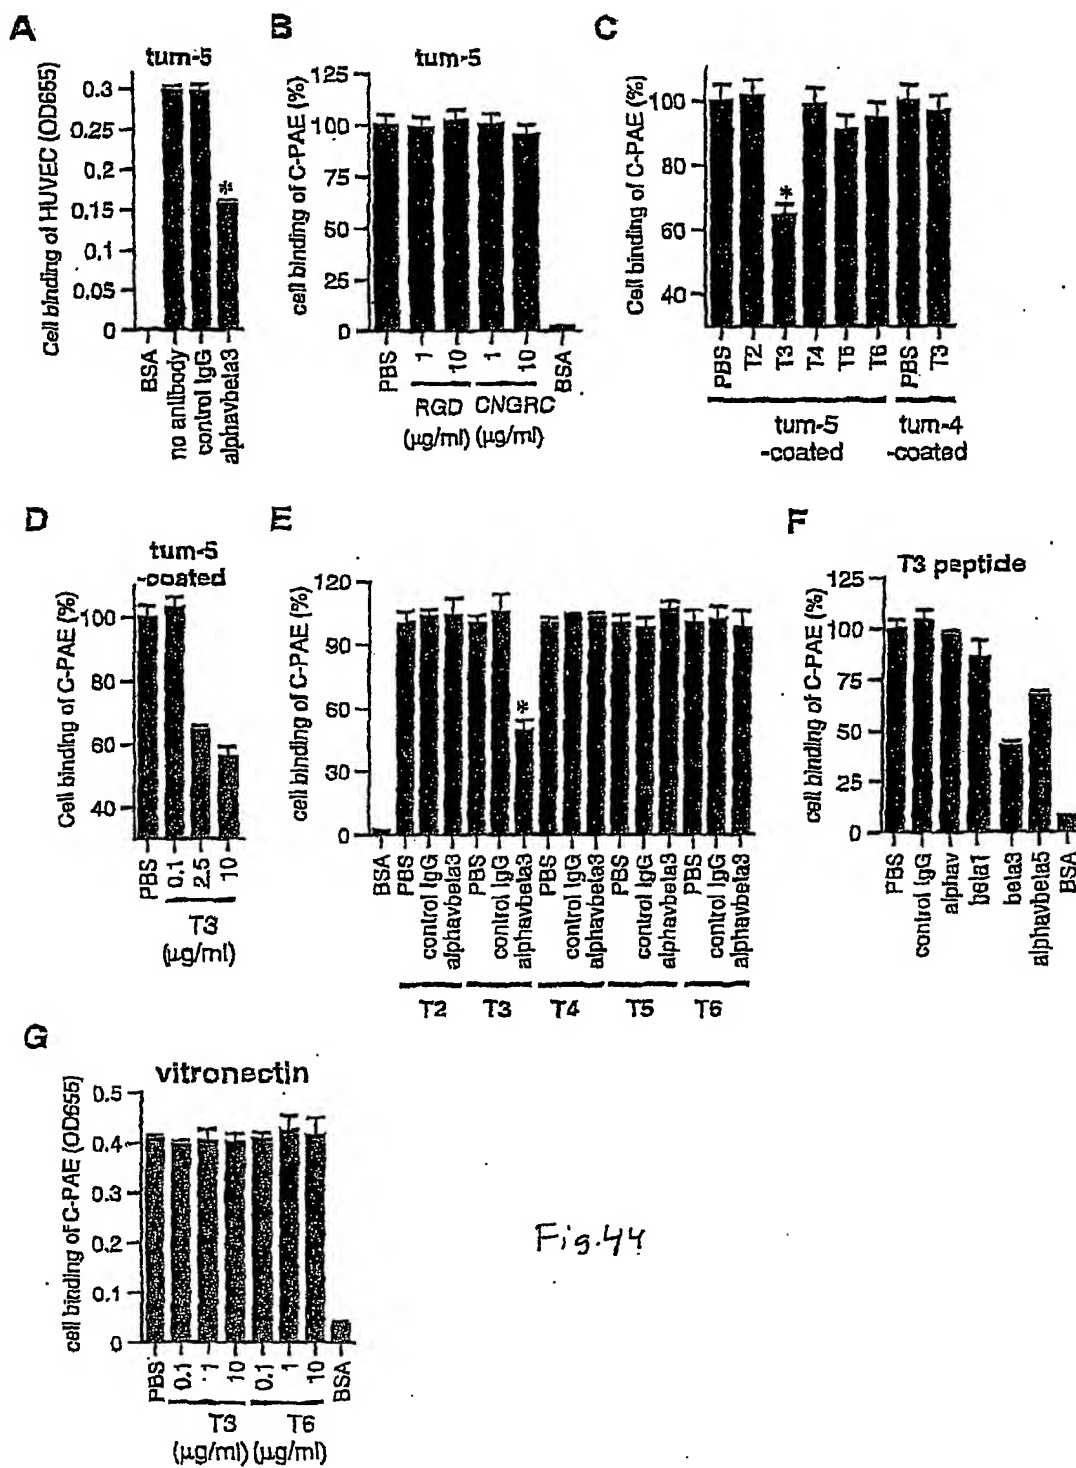 A
tum-5
Cell binding of HUVEC (OD655)
0.3
0.25
0.2
0.15
0.1
0.05
0
*
BSA
no antibody
control IgG
alphavbeta3
B
tum-5
cell binding of C-PAE (%)
125
100
75
50
25
0
PBS
1
10
1
10
BSA
RGD
CNGRC
(µg/ml)
(µg/ml)
C
Cell binding of C-PAE (%)
100
80
60
40
*
PBS
T2
T3
T4
T5
T6
PBS
T3
tum-5
-coated
tum-4
-coated
D
tum-5
-coated
Cell binding of C-PAE (%)
100
80
60
40
PBS
0.1
2.5
10
T3
(µg/ml)
E
cell binding of C-PAE (%)
120
90
60
30
0
*
BSA
PBS
control IgG
alphavbeta3
PBS
control IgG
alphavbeta3
PBS
control IgG
alphavbeta3
PBS
control IgG
alphavbeta3
PBS
control IgG
alphavbeta3
T2
T3
T4
T5
T6
F
T3 peptide
cell binding of C-PAE (%)
125
100
75
50
25
0
PBS
control IgG
alphav
beta1
beta3
alphavbeta5
BSA
G
vitronectin
cell binding of C-PAE (OD655)
0.5
0.4
0.3
0.2
0.1
0
PBS
0.1
1
10
0.1
1
10
BSA
T3
T6
(µg/ml)
(µg/ml)
Fig.44